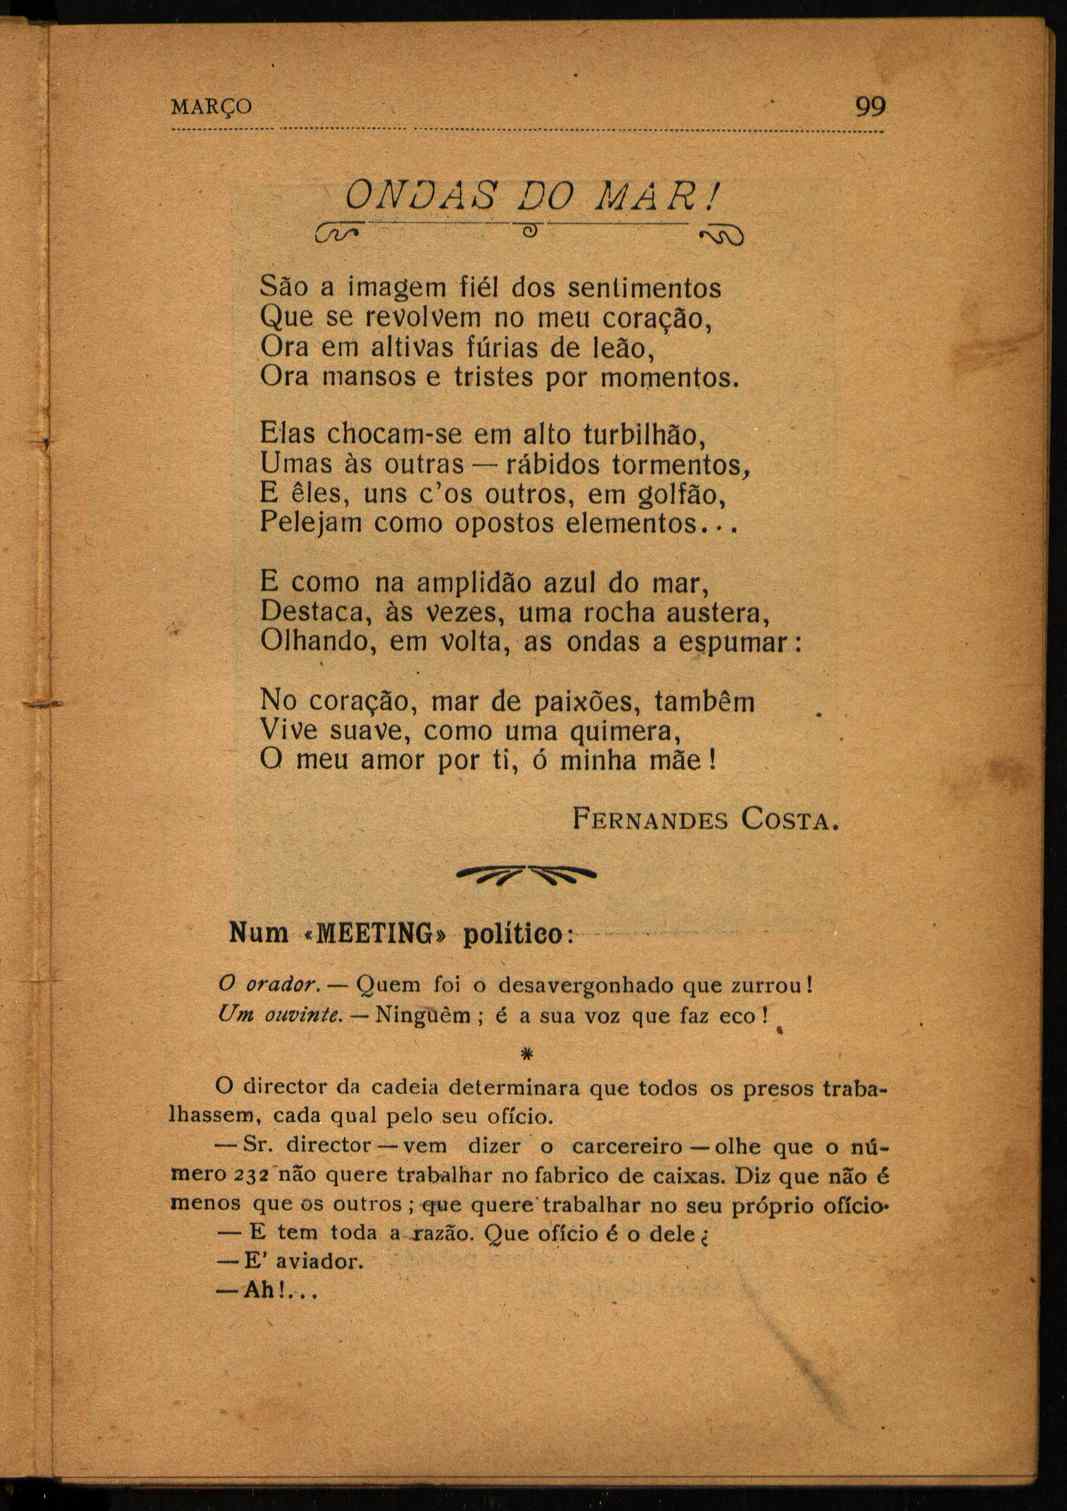 MARÇO 99
ONDAS DO MAR!
São a imagem fiél dos sentimentos
Que se revolvem no meu coração,
Ora em altivas fúrias de leão,
Ora mansos e tristes por momentos.
Elas chocam-se em alto turbilhão,
Umas às outras — rábidos tormentos,
E êles, uns c'os outros, em golfão,
Pelejam como opostos elementos...
E como na amplidão azul do mar,
Destaca, às vezes, uma rocha austera,
Olhando, em volta, as ondas a espumar:
No coração, mar de paixões, tambêm
Vive suave, como uma quimera,
O meu amor por ti, ó minha mãe!
FERNANDES COSTA.
Num «MEETING» político:
O orador. — Quem foi o desavergonhado que zurrou!
Um ouvinte. — Ninguêm; é a sua voz que faz eco!
*
O director da cadeia determinara que todos os presos traba-
lhassem, cada qual pelo seu ofício.
— Sr. director — vem dizer o carcereiro — olhe que o nú-
mero 232 não quere trabalhar no fabrico de caixas. Diz que não é
menos que os outros; que quere trabalhar no seu próprio ofício.
— E tem toda a razão. Que ofício é o dele¿
— E' aviador.
— Ah!...